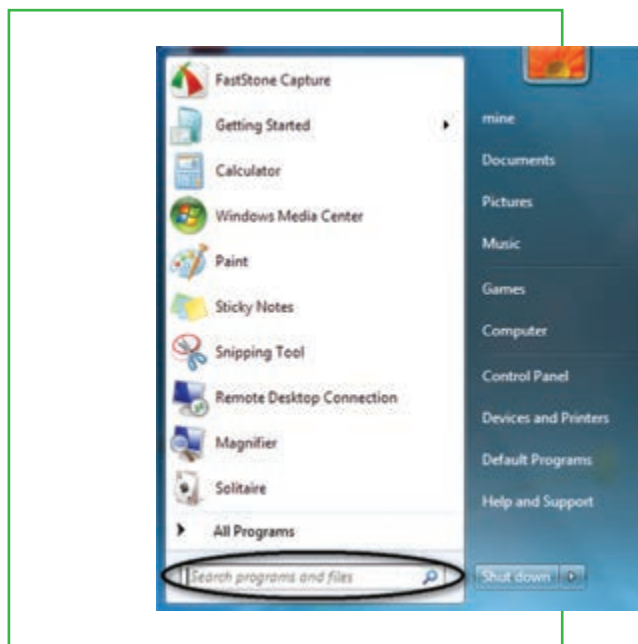 FastStone Capture
Getting Started
Calculator
Windows Media Center
Paint
Sticky Notes
Snipping Tool
Remote Desktop Connection
Magnifier
Solitaire
All Programs
Search programs and files
mine
Documents
Pictures
Music
Games
Computer
Control Panel
Devices and Printers
Default Programs
Help and Support
Shut down